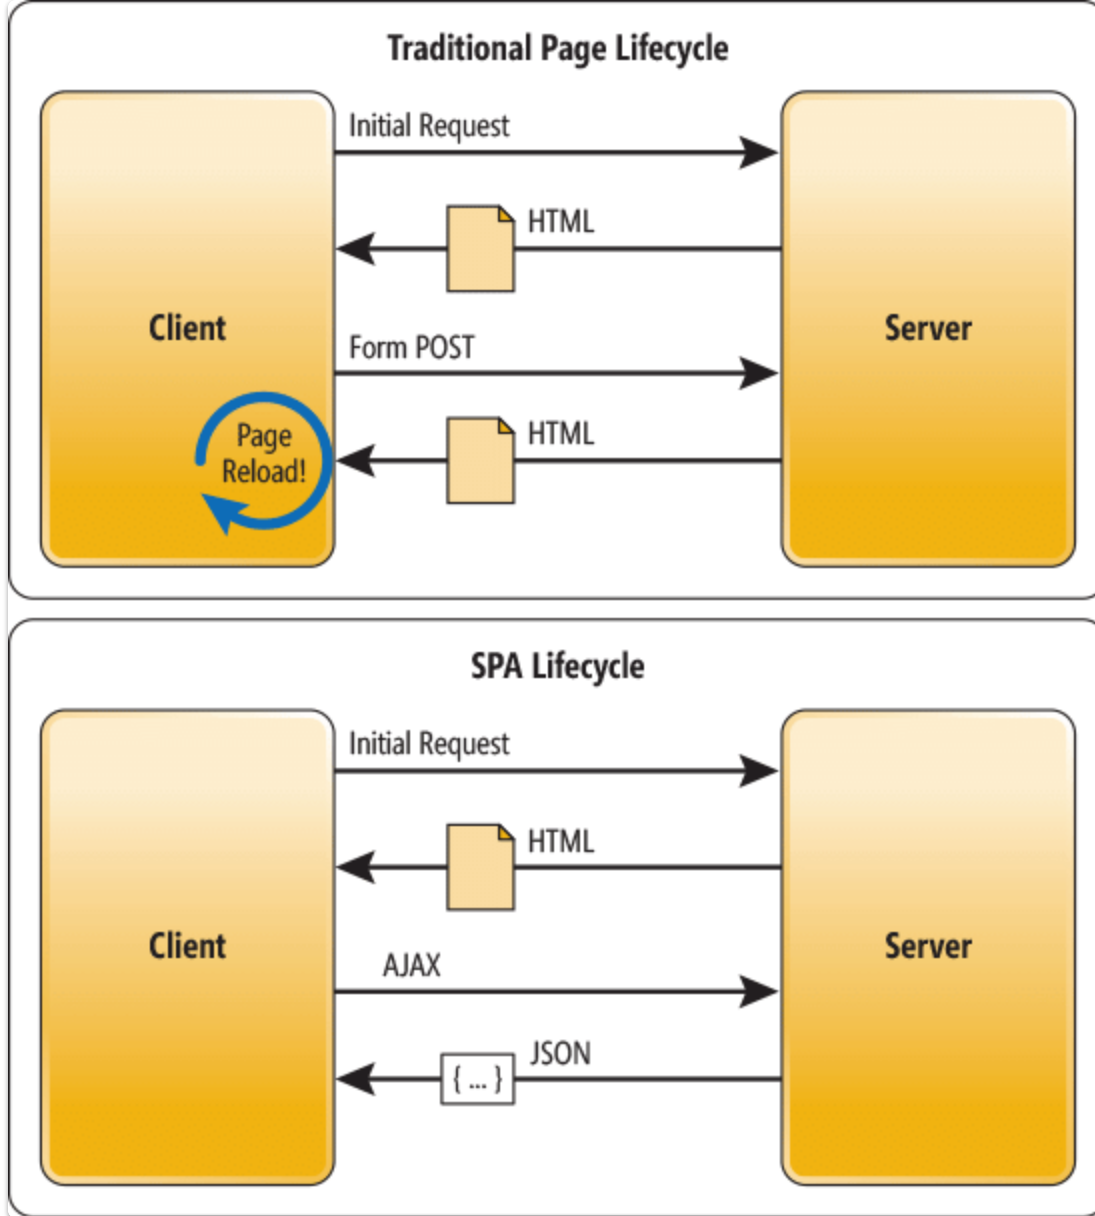 Traditional Page Lifecycle
Initial Request
HTML
Client
Server
Form POST
HTML
Page
Reload!
SPA Lifecycle
Initial Request
HTML
Client
Server
AJAX
JSON
{ ... }